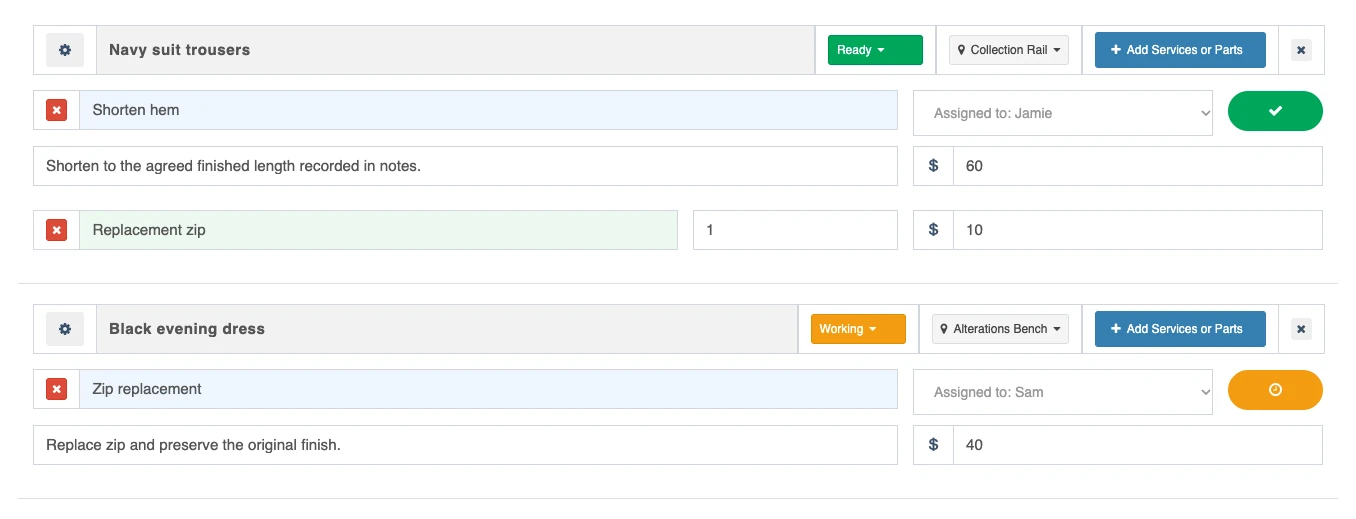 Navy suit trousers Ready Collection Rail + Add Services or Parts
Shorten hem Assigned to: Jamie
Shorten to the agreed finished length recorded in notes. $ 60
Replacement zip 1 $ 10
Black evening dress Working Alterations Bench + Add Services or Parts
Zip replacement Assigned to: Sam
Replace zip and preserve the original finish. $ 40